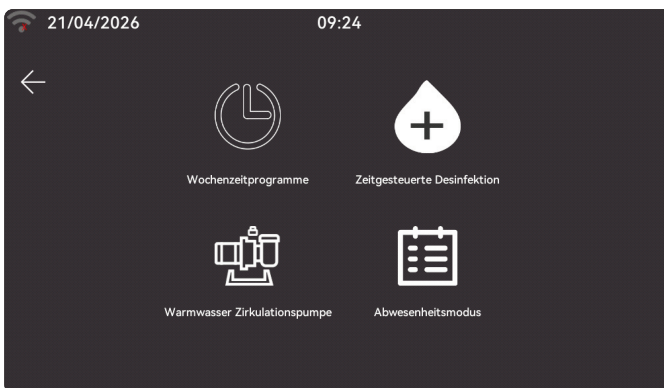 21/04/2026 09:24
Wochenzeitprogramme Zeitgesteuerte Desinfektion
Warmwasser Zirkulationspumpe Abwesenheitsmodus